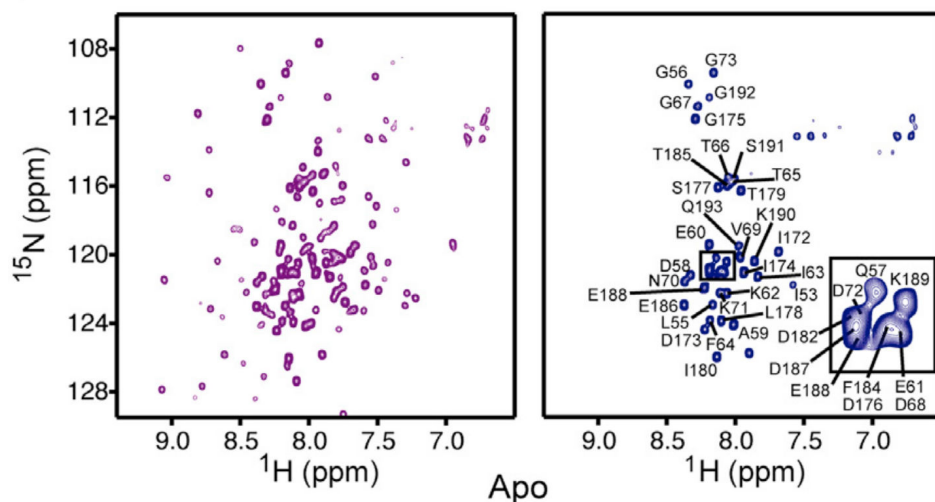 108
112
116
120
124
128
¹⁵N (ppm)
9.0 8.5 8.0 7.5 7.0
¹H (ppm)
G73
G56
G192
G67
G175
T66 S191
T185
T65
S177
T179
Q193
K190
V69
E60
I172
D58
I174
I63
N70
K62
I53
E188
K71
E186
L178
L55
A59
D173 F64
I180
Q57
K189
D72
D182
D187
E188
F184 E61
D176 D68
9.0 8.5 8.0 7.5 7.0
¹H (ppm)
Apo